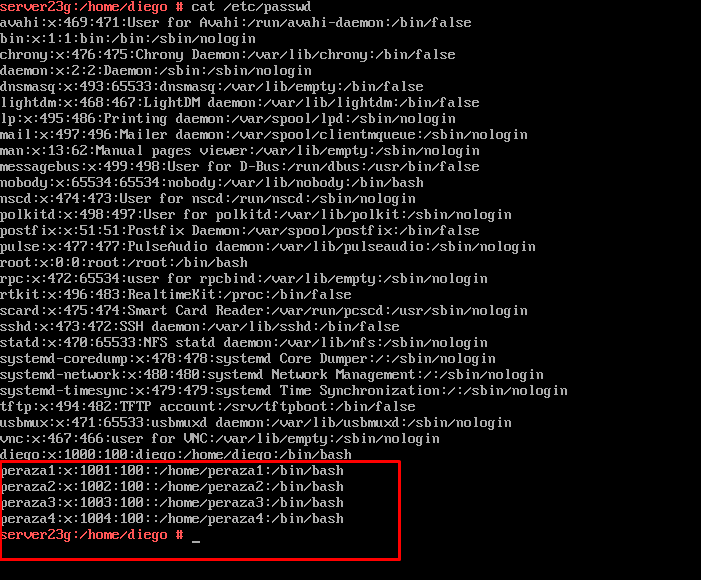 server23g:/home/diego # cat /etc/passwd
avahi:x:469:471:User for Avahi:/run/avahi-daemon:/bin/false
bin:x:1:1:bin:/bin:/sbin/nologin
chrony:x:476:475:Chrony Daemon:/var/lib/chrony:/bin/false
daemon:x:2:2:Daemon:/sbin:/sbin/nologin
dnsmasq:x:493:65533:dnsmasq:/var/lib/empty:/bin/false
lightdm:x:468:467:LightDM daemon:/var/lib/lightdm:/bin/false
lp:x:495:486:Printing daemon:/var/spool/lpd:/sbin/nologin
mail:x:497:496:Mailer daemon:/var/spool/clientmqueue:/sbin/nologin
man:x:13:62:Manual pages viewer:/var/lib/empty:/sbin/nologin
messagebus:x:499:498:User for D-Bus:/run/dbus:/usr/bin/false
nobody:x:65534:65534:nobody:/var/lib/nobody:/bin/bash
nscd:x:474:473:User for nscd:/run/nscd:/sbin/nologin
polkitd:x:498:497:User for polkitd:/var/lib/polkit:/sbin/nologin
postfix:x:51:51:Postfix Daemon:/var/spool/postfix:/bin/false
pulse:x:477:477:PulseAudio daemon:/var/lib/pulseaudio:/sbin/nologin
root:x:0:0:root:/root:/bin/bash
rpc:x:472:65534:user for rpcbind:/var/lib/empty:/sbin/nologin
rtkit:x:496:483:RealtimeKit:/proc:/bin/false
scard:x:475:474:Smart Card Reader:/var/run/pcscd:/usr/sbin/nologin
sshd:x:473:472:SSH daemon:/var/lib/sshd:/bin/false
statd:x:470:65533:NFS statd daemon:/var/lib/nfs:/sbin/nologin
systemd-coredump:x:478:478:systemd Core Dumper:/:/sbin/nologin
systemd-network:x:480:480:systemd Network Management:/:/sbin/nologin
systemd-timesync:x:479:479:systemd Time Synchronization:/:/sbin/nologin
tftp:x:494:482:TFTP account:/srv/tftpboot:/bin/false
usbmux:x:471:65533:usbmuxd daemon:/var/lib/usbmuxd:/sbin/nologin
vnc:x:467:466:user for VNC:/var/lib/empty:/sbin/nologin
diego:x:1000:100:diego:/home/diego:/bin/bash
peraza1:x:1001:100::/home/peraza1:/bin/bash
peraza2:x:1002:100::/home/peraza2:/bin/bash
peraza3:x:1003:100::/home/peraza3:/bin/bash
peraza4:x:1004:100::/home/peraza4:/bin/bash
server23g:/home/diego # _